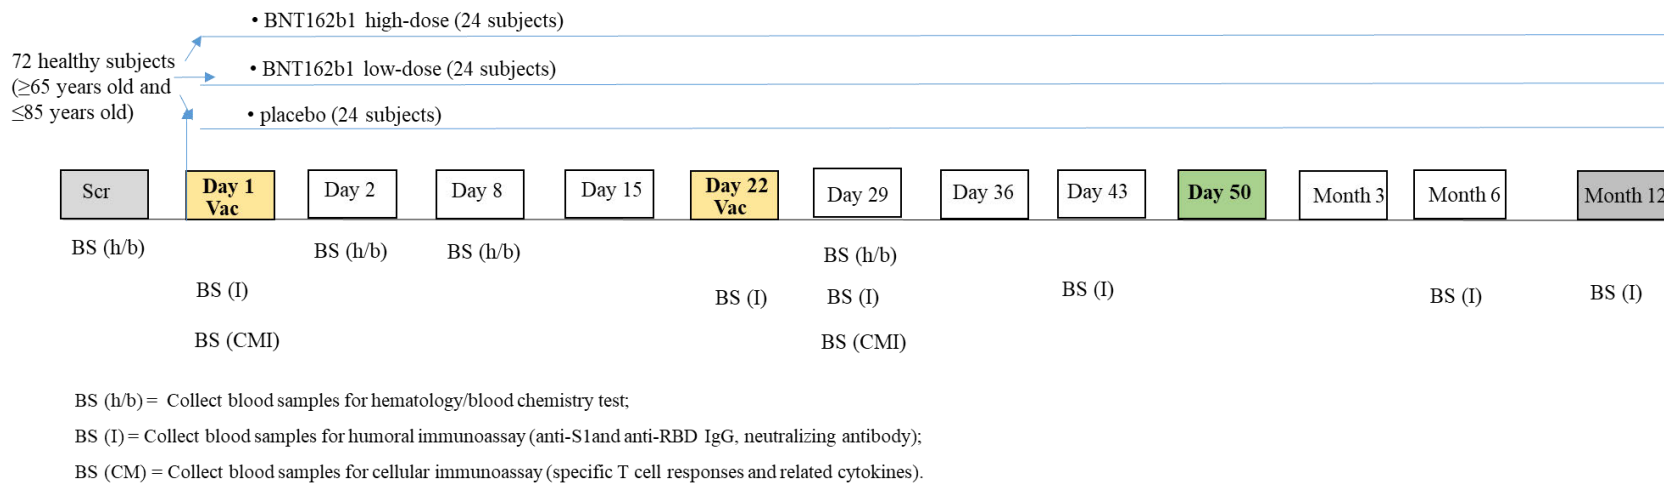 • BNT162b1 high-dose (24 subjects)
72 healthy subjects
(≥65 years old and
≤85 years old)
• BNT162b1 low-dose (24 subjects)
• placebo (24 subjects)
Scr
Day 1
Vac
Day 2
Day 8
Day 15
Day 22
Vac
Day 29
Day 36
Day 43
Day 50
Month 3
Month 6
Month 12
BS (h/b)
BS (h/b)
BS (h/b)
BS (h/b)
BS (I)
BS (I)
BS (I)
BS (I)
BS (I)
BS (I)
BS (CMI)
BS (CMI)
BS (h/b) = Collect blood samples for hematology/blood chemistry test;
BS (I) = Collect blood samples for humoral immunoassay (anti-S1and anti-RBD IgG, neutralizing antibody);
BS (CM) = Collect blood samples for cellular immunoassay (specific T cell responses and related cytokines).